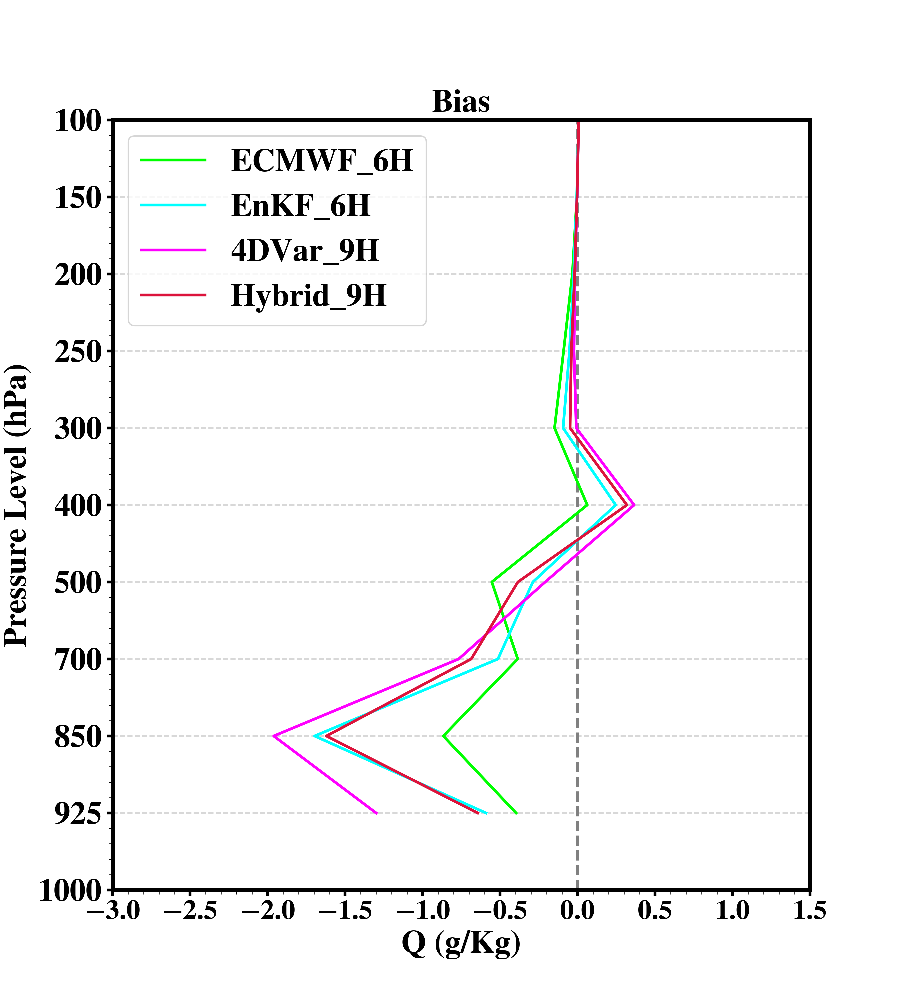 Bias
100
150
200
250
300
400
500
700
850
925
1000
Pressure Level (hPa)
ECMWF_6H
EnKF_6H
4DVar_9H
Hybrid_9H
−3.0 −2.5 −2.0 −1.5 −1.0 −0.5 0.0 0.5 1.0 1.5
Q (g/Kg)